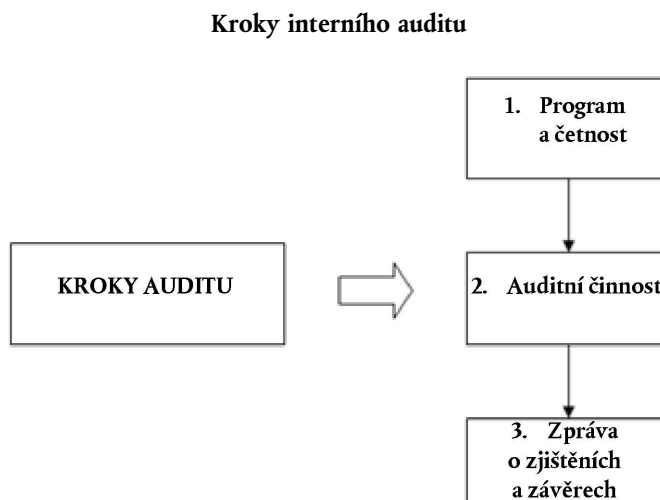 Kroky interního auditu
1. Program
a četnost
KROKY AUDITU
2. Auditní činnost
3. Zpráva
o zjištěních
a závěrech